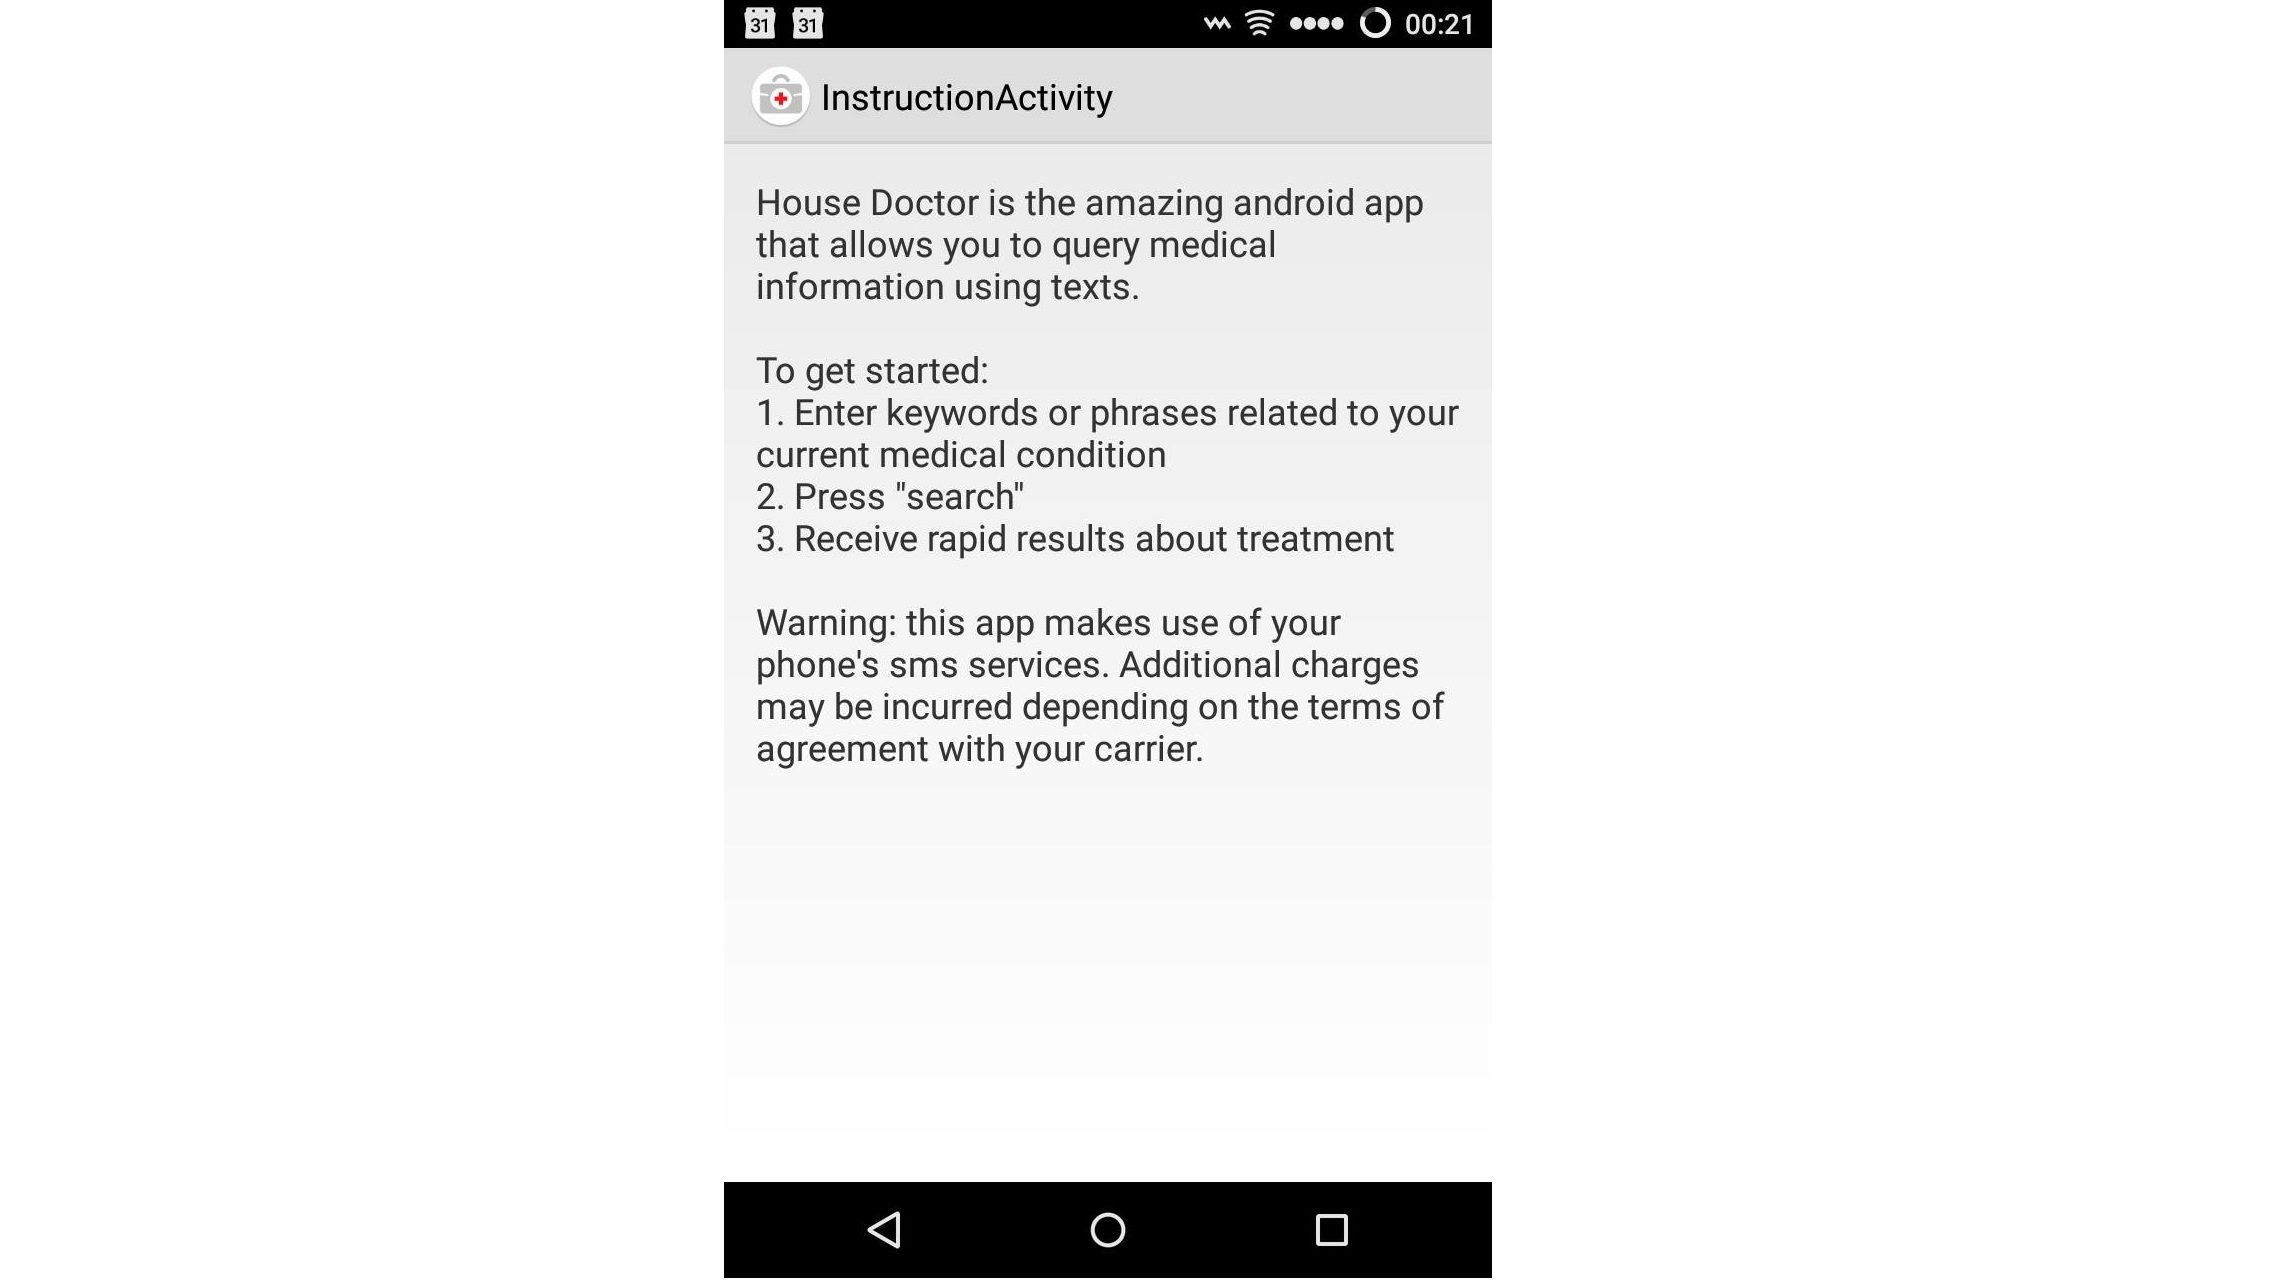 31 31 00:21
InstructionActivity
House Doctor is the amazing android app
that allows you to query medical
information using texts.
To get started:
1. Enter keywords or phrases related to your
current medical condition
2. Press "search"
3. Receive rapid results about treatment
Warning: this app makes use of your
phone's sms services. Additional charges
may be incurred depending on the terms of
agreement with your carrier.